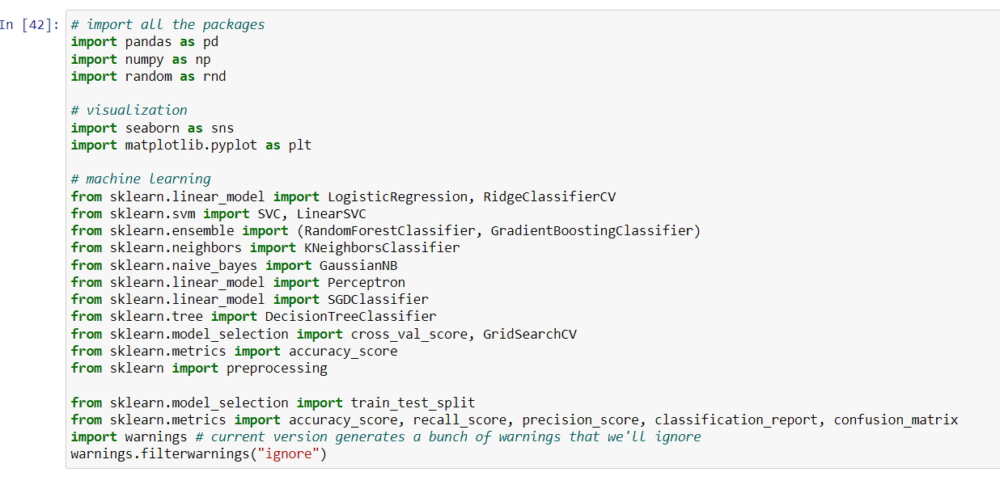 In [42]: # import all the packages
import pandas as pd
import numpy as np
import random as rnd

# visualization
import seaborn as sns
import matplotlib.pyplot as plt

# machine learning
from sklearn.linear_model import LogisticRegression, RidgeClassifierCV
from sklearn.svm import SVC, LinearSVC
from sklearn.ensemble import (RandomForestClassifier, GradientBoostingClassifier)
from sklearn.neighbors import KNeighborsClassifier
from sklearn.naive_bayes import GaussianNB
from sklearn.linear_model import Perceptron
from sklearn.linear_model import SGDClassifier
from sklearn.tree import DecisionTreeClassifier
from sklearn.model_selection import cross_val_score, GridSearchCV
from sklearn.metrics import accuracy_score
from sklearn import preprocessing

from sklearn.model_selection import train_test_split
from sklearn.metrics import accuracy_score, recall_score, precision_score, classification_report, confusion_matrix
import warnings # current version generates a bunch of warnings that we'll ignore
warnings.filterwarnings("ignore")